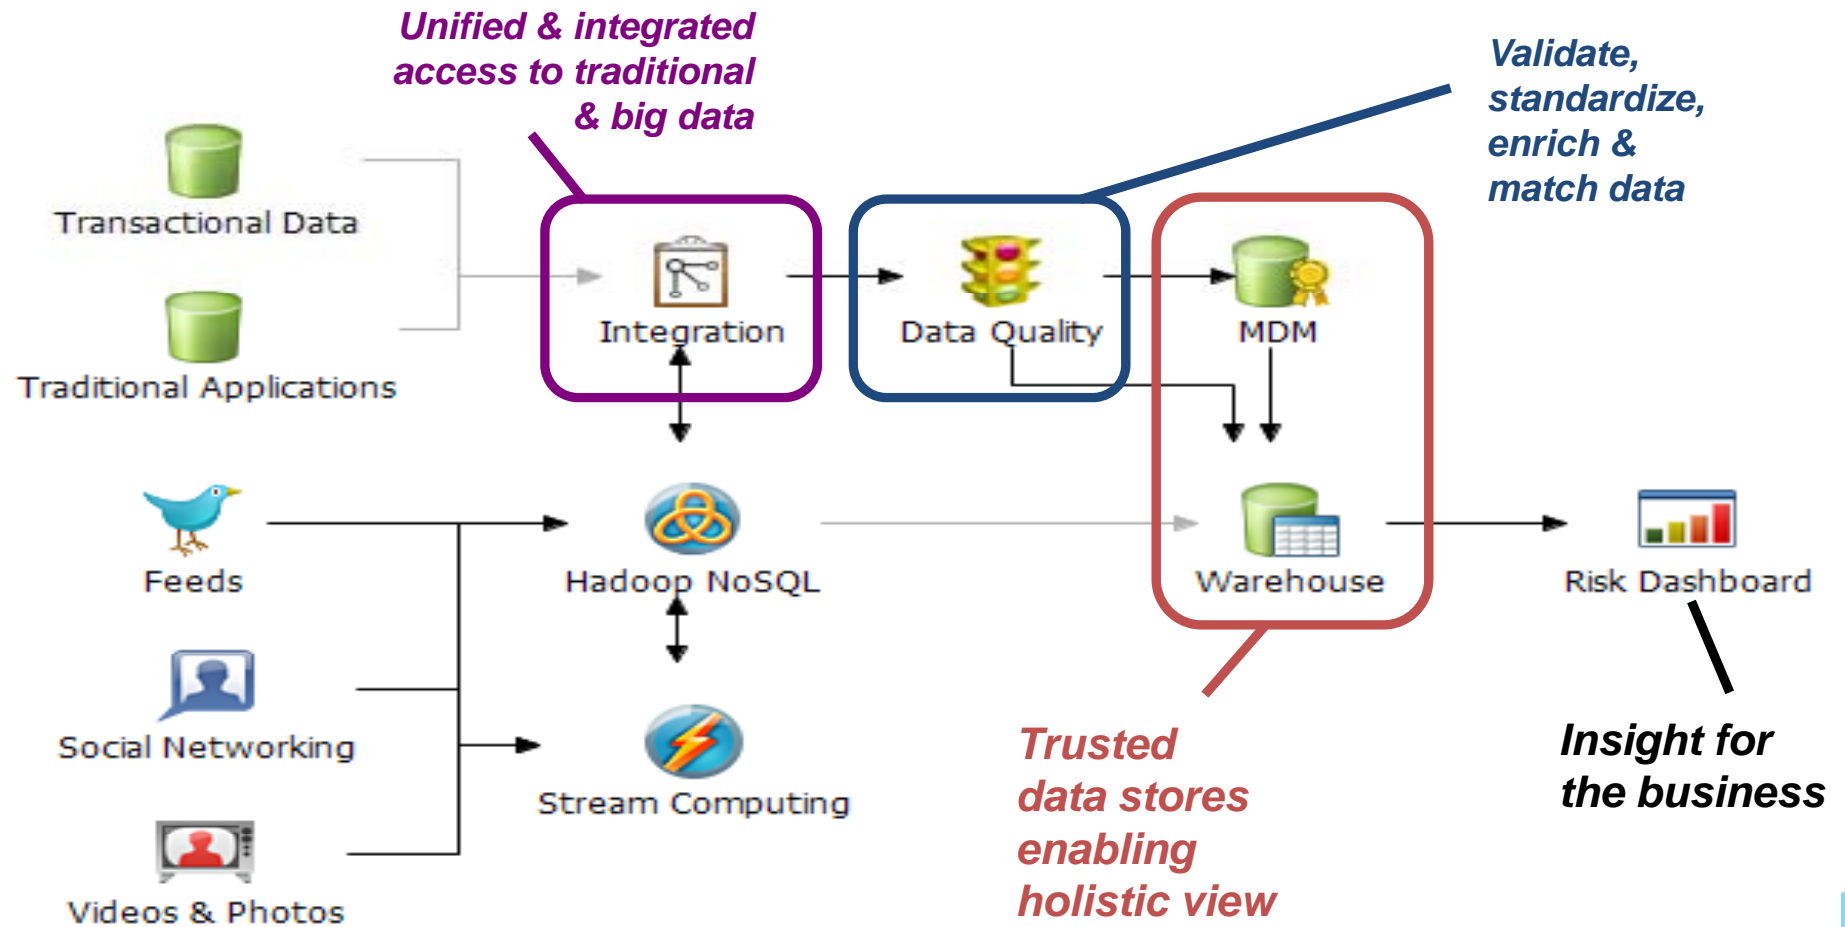 Unified & integrated
access to traditional
& big data
Validate,
standardize,
enrich &
match data
Transactional Data
Traditional Applications
Integration
Data Quality
MDM
Feeds
Hadoop NoSQL
Warehouse
Risk Dashboard
Social Networking
Stream Computing
Videos & Photos
Trusted
data stores
enabling
holistic view
Insight for
the business